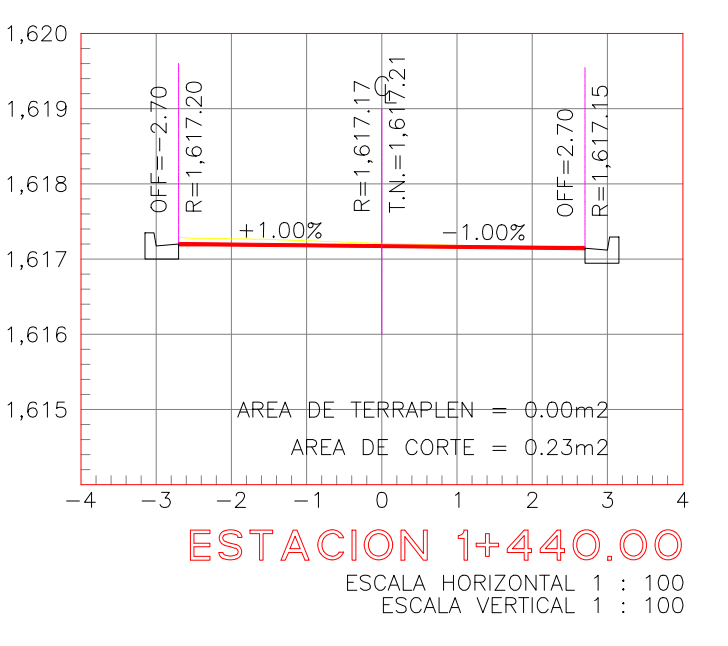 1,620
1,619
1,618
1,617
1,616
1,615
OFF=-2.70
R=1,617.20
R=1,617.17
T.N.=1,617.21
OFF=2.70
R=1,617.15
+1.00%
-1.00%
AREA DE TERRAPLEN = 0.00m2
AREA DE CORTE = 0.23m2
-4 -3 -2 -1 0 1 2 3 4
ESTACION 1+440.00
ESCALA HORIZONTAL 1 : 100
ESCALA VERTICAL 1 : 100